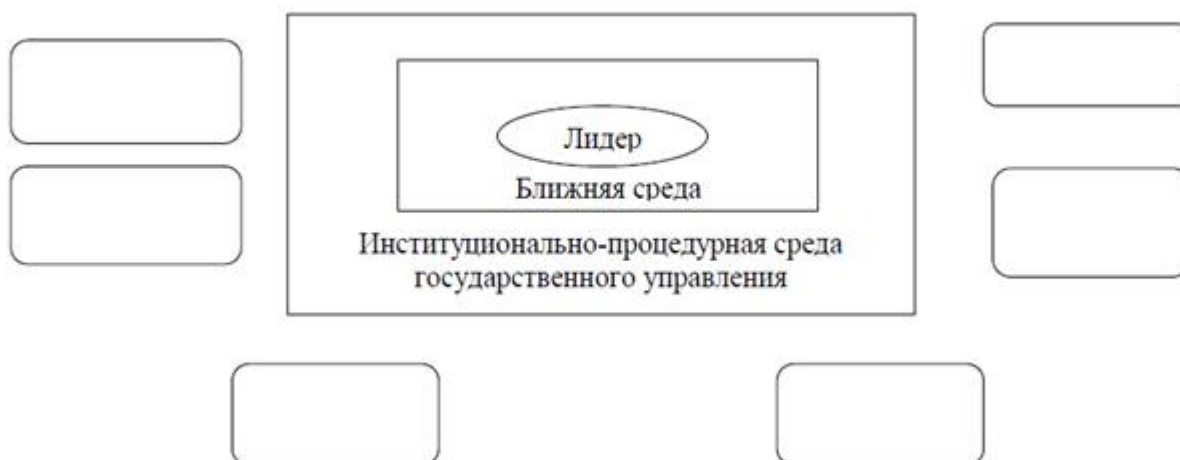 Лидер
Ближняя среда
Институционально-процедурная среда
государственного управления